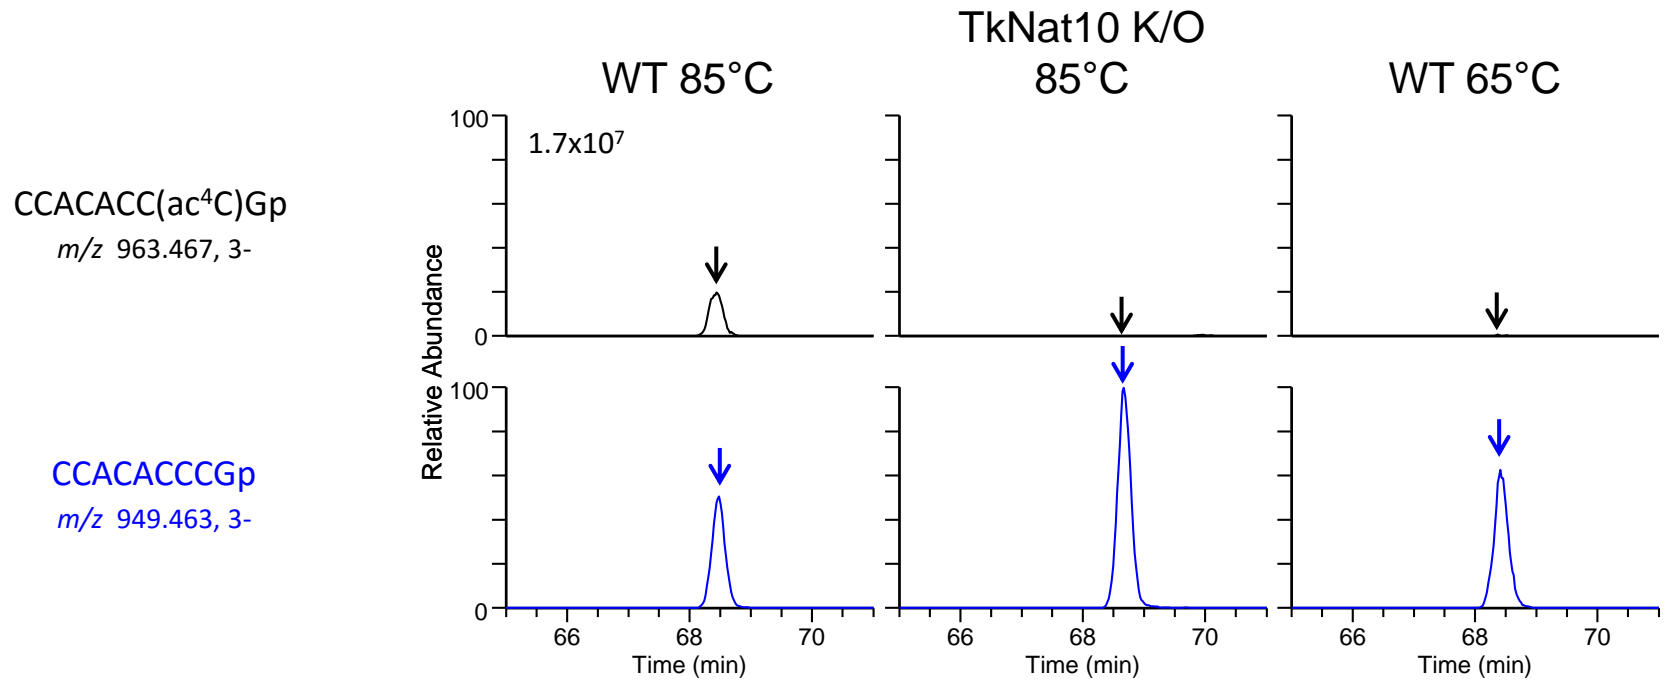 TkNat10 K/O
WT 85°C
85°C
WT 65°C
CCACACC(ac⁴C)Gp
m/z 963.467, 3-
CCACACCCGp
m/z 949.463, 3-
Relative Abundance
100
1.7x10⁷
0
100
0
66 68 70
66 68 70
66 68 70
Time (min)
Time (min)
Time (min)